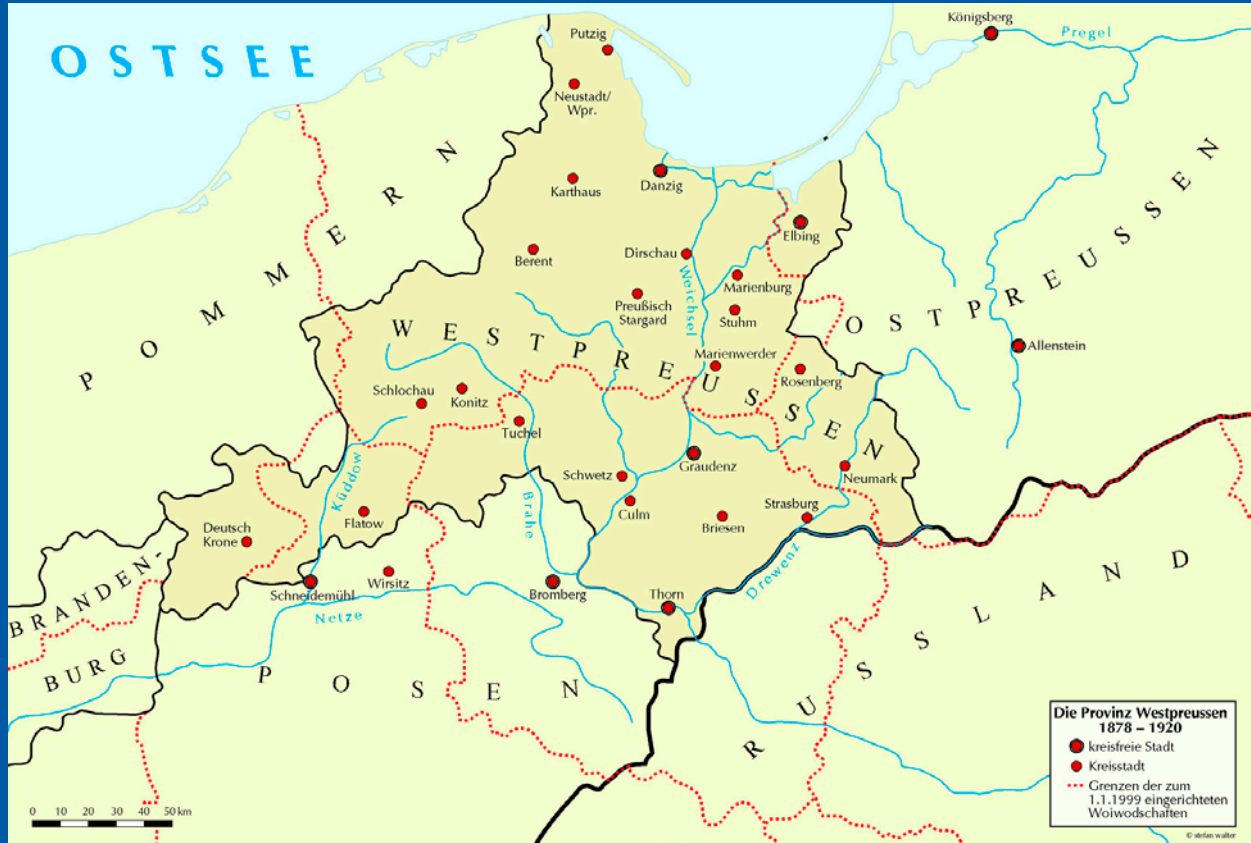 OSTSEE
Königsberg
Pregel
Putzig
Neustadt/
Wpr.
POMMERN
Karthaus
Danzig
Elbing
Berent
Dirschau
Weichsel
Marienburg
Preußisch
Stargard
Stuhm
OSTPREUSSEN
Allenstein
WESTPREUSSEN
Marienwerder
Rosenberg
Schlochau
Konitz
Tuchel
Graudenz
Neumark
Schwetz
Culm
Briesen
Strasburg
Küddow
Flatow
Brahe
Deutsch
Krone
Schneidemühl
Wirsitz
Bromberg
Thorn
Drewenz
Netze
BRANDEN-
BURG
POSEN
RUSSLAND
Die Provinz Westpreussen
1878 – 1920
kreisfreie Stadt
Kreisstadt
Grenzen der zum
1.1.1999 eingerichteten
Woiwodschaften
0 10 20 30 40 50 km
© stefan walter